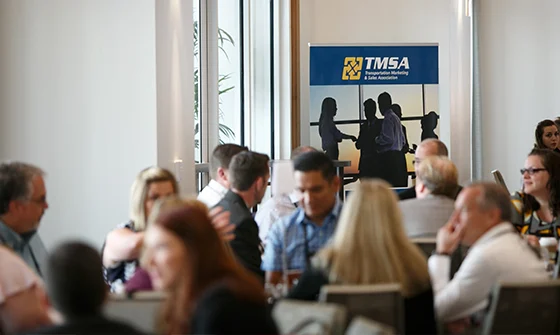 TMSA
Transportation Marketing
& Sales Association